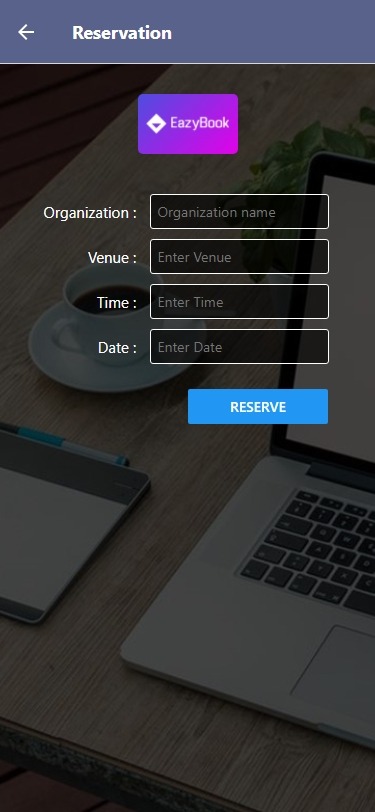 Reservation
EazyBook
Organization : Organization name
Venue : Enter Venue
Time : Enter Time
Date : Enter Date
RESERVE